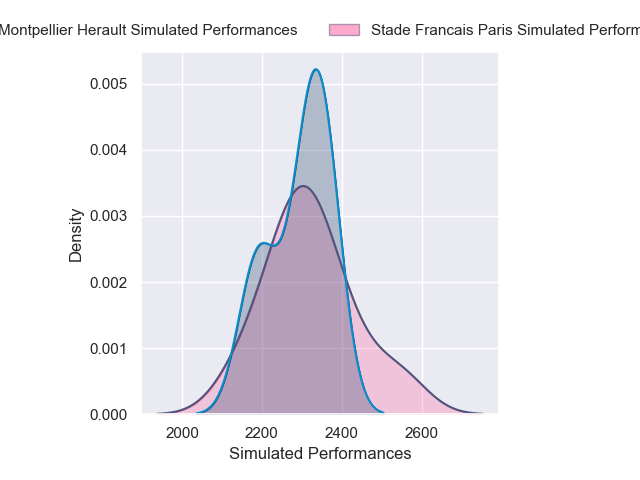 Montpellier Herault Simulated Performances
Stade Francais Paris Simulated Perform
0.005
0.004
0.003
0.002
0.001
0.000
Density
2000 2200 2400 2600
Simulated Performances